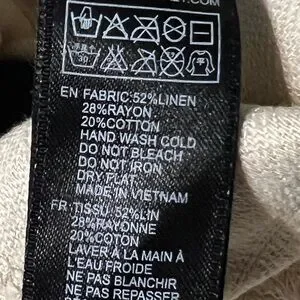 .COM
30
EN FABRIC:52%LINEN
28%RAYON
20%COTTON
HAND WASH COLD
DO NOT BLEACH
DO NOT IRON
DRY FLAT
MADE IN VIETNAM
FR:TISSU:52%LIN
28%RAYONNE
20%COTON
LAVER À LA MAIN À
L'EAU FROIDE
NE PAS BLANCHIR
NE PAS REPASSER